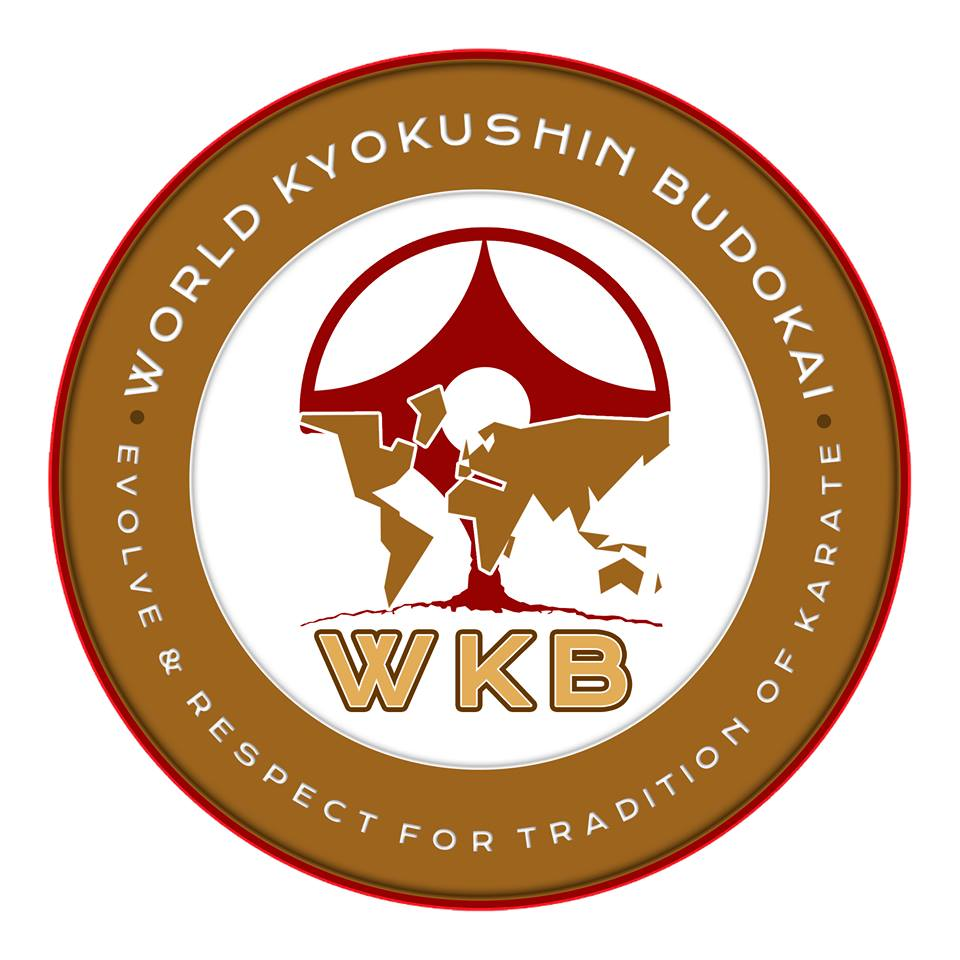 WORLD KYOKUSHIN BUDOKAI
WKB
EVOLVE & RESPECT FOR TRADITION OF KARATE